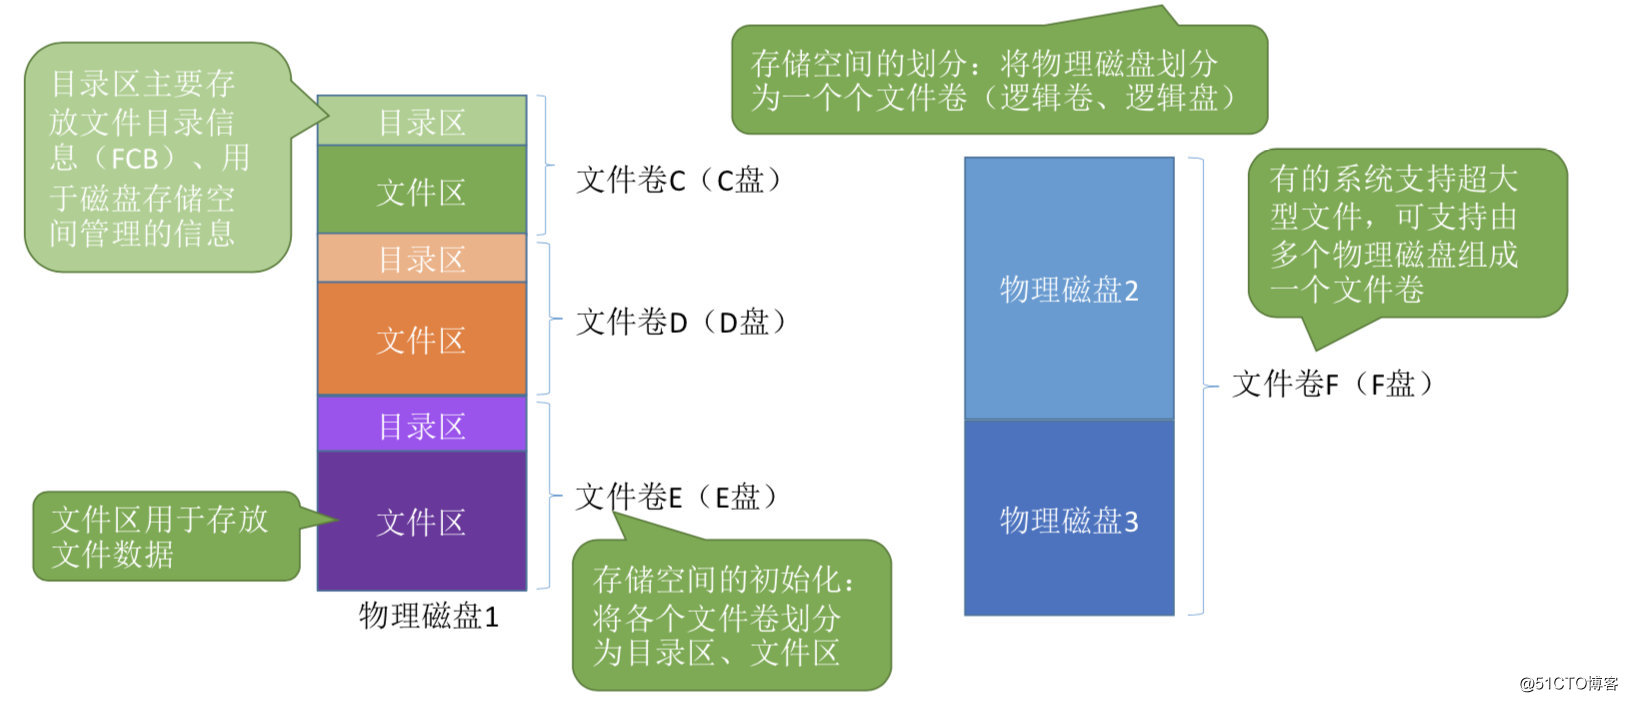 目录区主要存
放文件目录信
息（FCB）、用
于磁盘存储空
间管理的信息
目录区
文件区
文件卷C（C盘）
目录区
文件区
文件卷D（D盘）
目录区
文件区
文件卷E（E盘）
文件区用于存放
文件数据
物理磁盘1
存储空间的初始化：
将各个文件卷划分
为目录区、文件区
存储空间的划分：将物理磁盘划分
为一个个文件卷（逻辑卷、逻辑盘）
物理磁盘2
物理磁盘3
有的系统支持超大
型文件，可支持由
多个物理磁盘组成
一个文件卷
文件卷F（F盘）
@51CTO博客